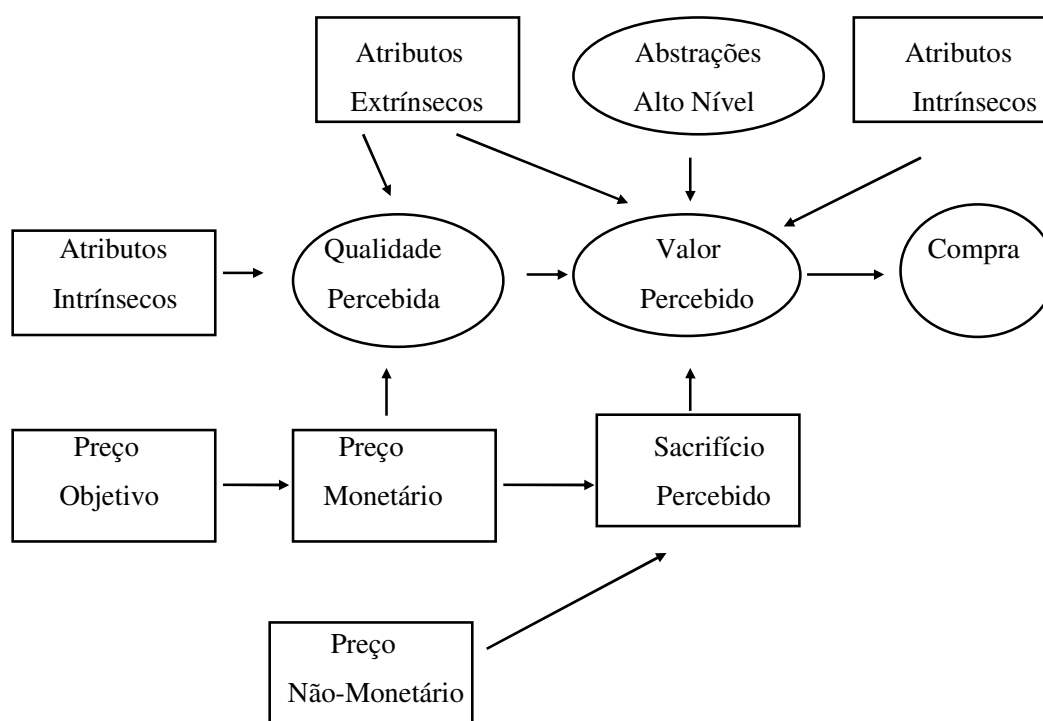 Atributos
Extrínsecos
Abstrações
Alto Nível
Atributos
Intrínsecos
Atributos
Intrínsecos
Qualidade
Percebida
Valor
Percebido
Compra
Preço
Objetivo
Preço
Monetário
Sacrifício
Percebido
Preço
Não-Monetário